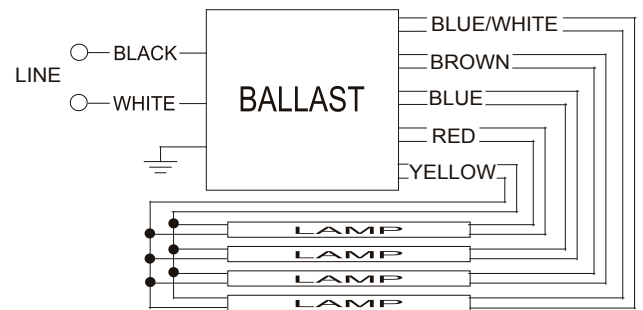 BLUE/WHITE
BLACK
BROWN
LINE
BALLAST
BLUE
WHITE
RED
YELLOW
LAMP
LAMP
LAMP
LAMP